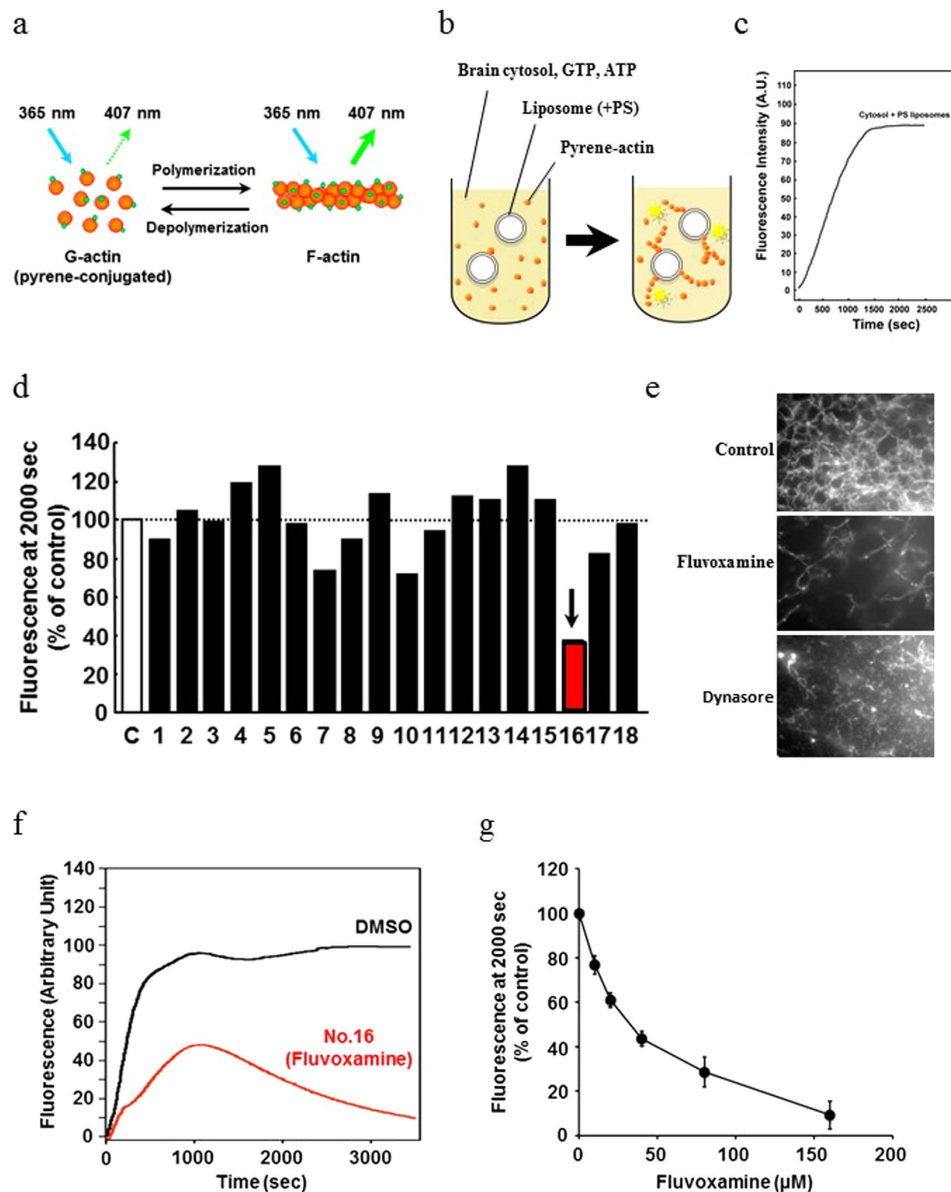 a
365 nm 407 nm
365 nm 407 nm
Polymerization
Depolymerization
G-actin
(pyrene-conjugated)
F-actin
b
Brain cytosol, GTP, ATP
Liposome (+PS)
Pyrene-actin
c
Fluorescence Intensity (A.U.)
110
100
90
80
70
60
50
40
30
20
10
0
Cytosol + PS liposomes
0 500 1000 1500 2000 2500
Time (sec)
d
Fluorescence at 2000 sec
(% of control)
140
120
100
80
60
40
20
0
C 1 2 3 4 5 6 7 8 9 10 11 12 13 14 15 16 17 18
e
Control
Fluvoxamine
Dynasore
f
Fluorescence (Arbitrary Unit)
140
120
100
80
60
40
20
0
DMSO
No.16
(Fluvoxamine)
0 1000 2000 3000
Time (sec)
g
Fluorescence at 2000 sec
(% of control)
120
100
80
60
40
20
0
0 50 100 150 200
Fluvoxamine (µM)